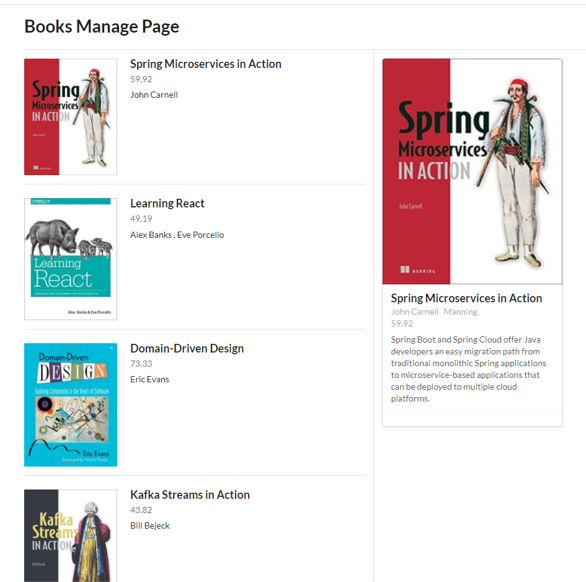 Books Manage Page
Spring
Microservices
IN ACTION
John Carnell
MANNING
Spring Microservices in Action
59.92
John Carnell
O'REILLY
Learning
React
Alex Banks & Eve Porcello
Learning React
49.19
Alex Banks , Eve Porcello
Domain-Driven
DESIGN
Tackling Complexity in the Heart of Software
Eric Evans
Foreword by Martin Fowler
Domain-Driven Design
73.33
Eric Evans
Kafka
Streams
IN ACTION
Kafka Streams in Action
43.82
Bill Bejeck
Spring
Microservices
IN ACTION
John Carnell
MANNING
Spring Microservices in Action
John Carnell Manning
59.92
Spring Boot and Spring Cloud offer Java
developers an easy migration path from
traditional monolithic Spring applications
to microservice-based applications that
can be deployed to multiple cloud
platforms.